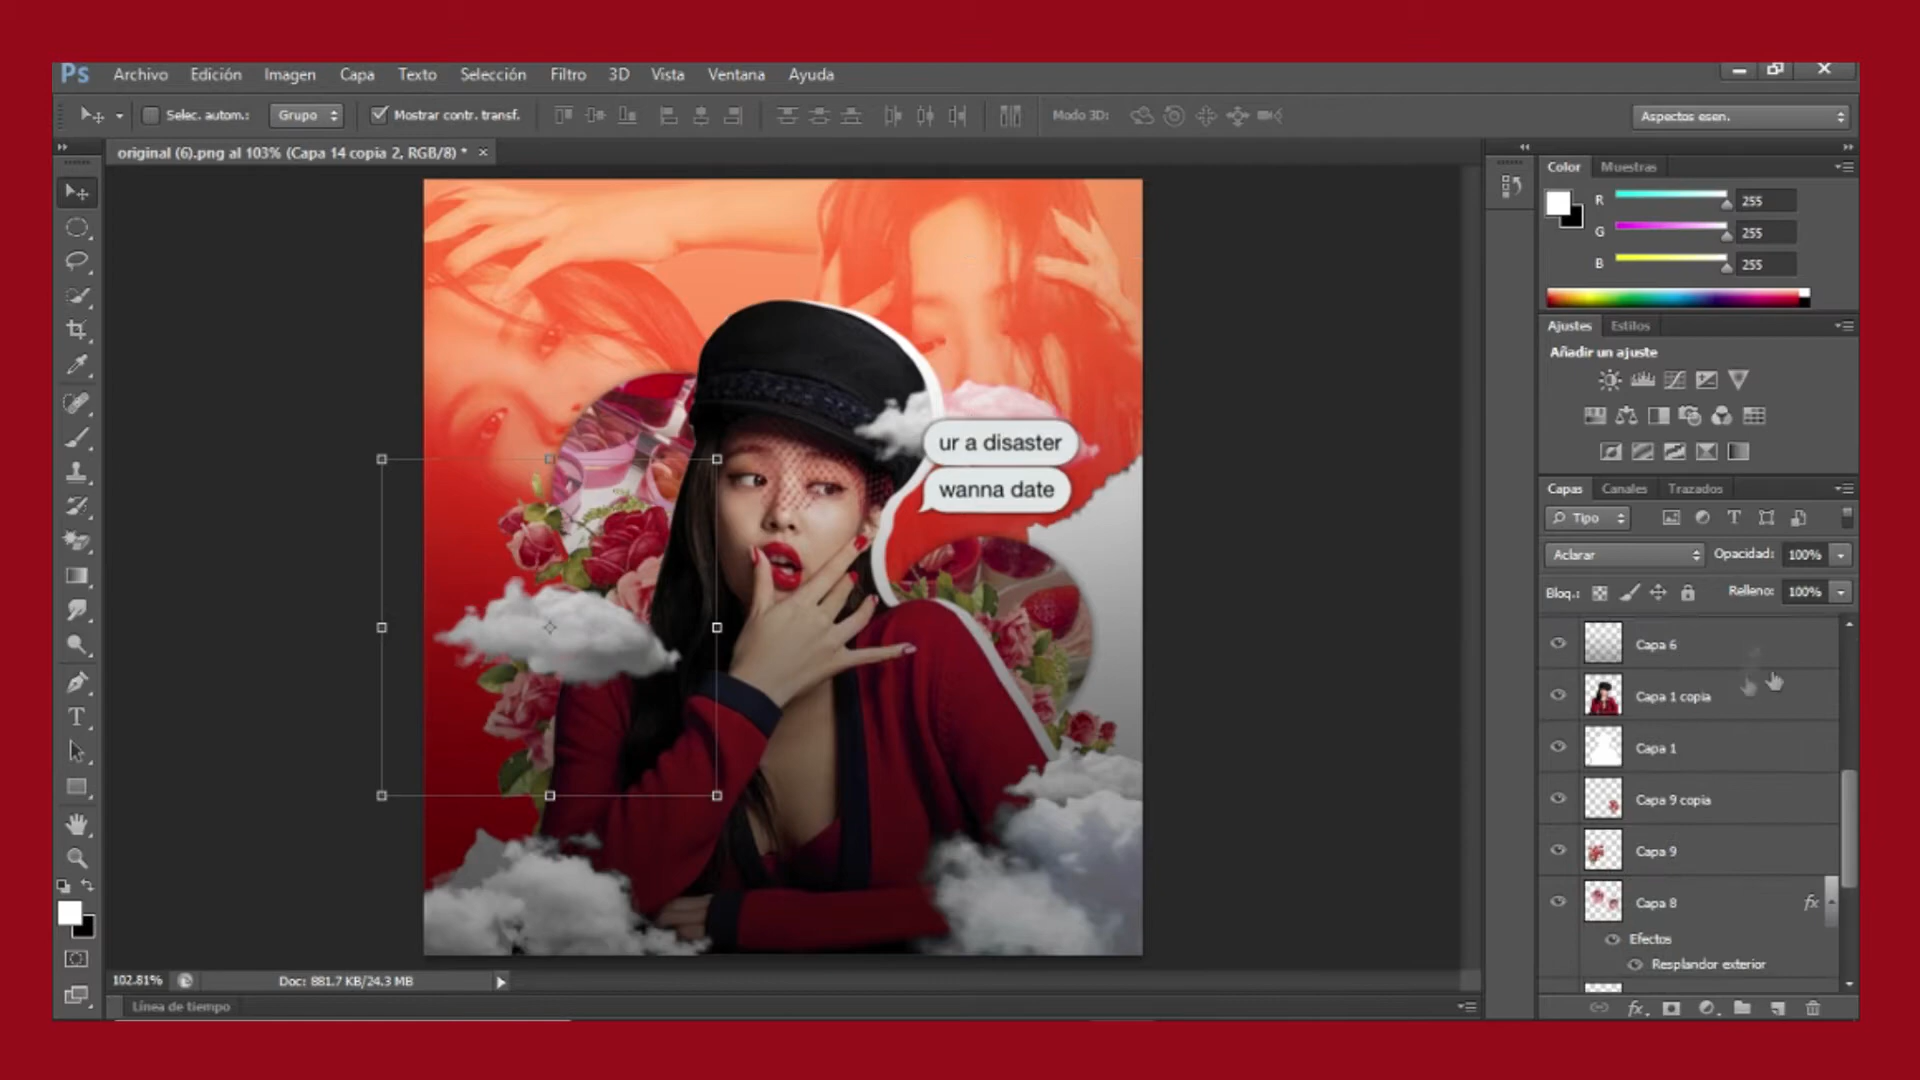 Ps Archivo Edición Imagen Capa Texto Selección Filtro 3D Vista Ventana Ayuda
Selec. autom.: Grupo Mostrar contr. transf. Modo 3D: Aspectos esen.
original (6).png al 103% (Capa 14 copia 2, RGB/8) * ×
Color Muestras
R 255
G 255
B 255
Ajustes Estilos
Añadir un ajuste
ur a disaster
wanna date
Capas Canales Trazados
Tipo
Aclarar Opacidad: 100%
Bloq.: Relleno: 100%
Capa 6
Capa 1 copia
Capa 1
Capa 9 copia
Capa 9
Capa 8 fx
Efectos
Resplandor exterior
102.81% Doc: 881.7 KB/24.3 MB
Línea de tiempo
fx